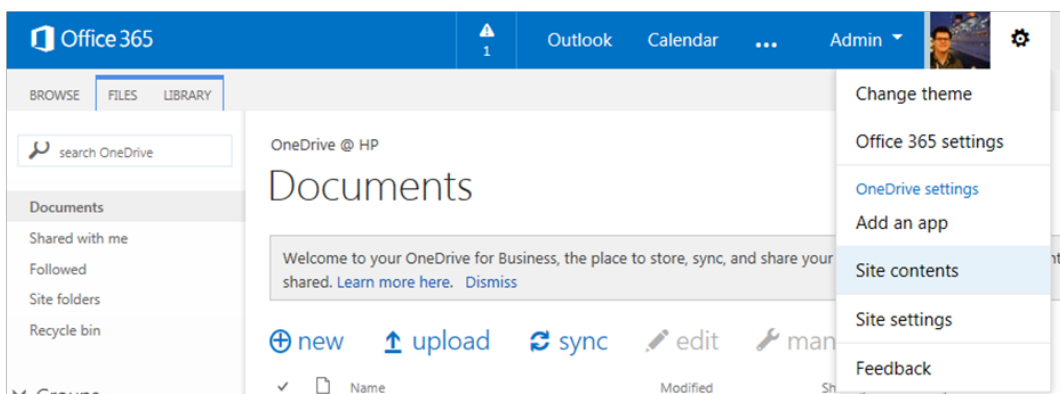 Office 365
1
Outlook
Calendar
•••
Admin
BROWSE
FILES
LIBRARY
search OneDrive
Documents
Shared with me
Followed
Site folders
Recycle bin
OneDrive @ HP
Documents
Welcome to your OneDrive for Business, the place to store, sync, and share your
shared. Learn more here. Dismiss
new
upload
sync
edit
man
Name
Modified
Sh
Change theme
Office 365 settings
OneDrive settings
Add an app
Site contents
Site settings
Feedback